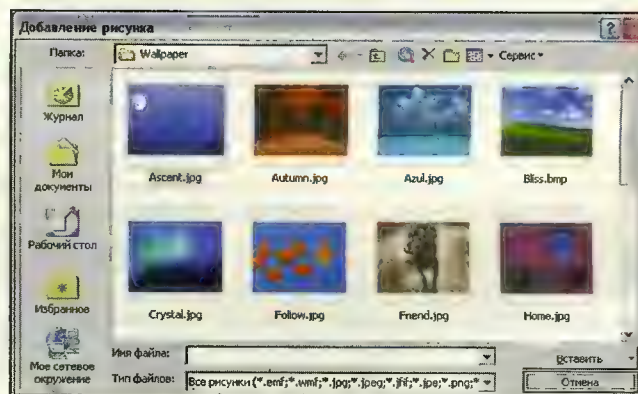 Добавление рисунка
Папка: Wallpaper Сервис
Журнал
Мои документы
Рабочий стол
Избранное
Мое сетевое окружение
Ascent.jpg Autumn.jpg Azul.jpg Bliss.bmp
Crystal.jpg Follow.jpg Friend.jpg Home.jpg
Имя файла: Вставить
Тип файлов: Все рисунки (*.emf;*.wmf;*.jpg;*.jpeg;*.jfif;*.jpe;*.png;* Отмена